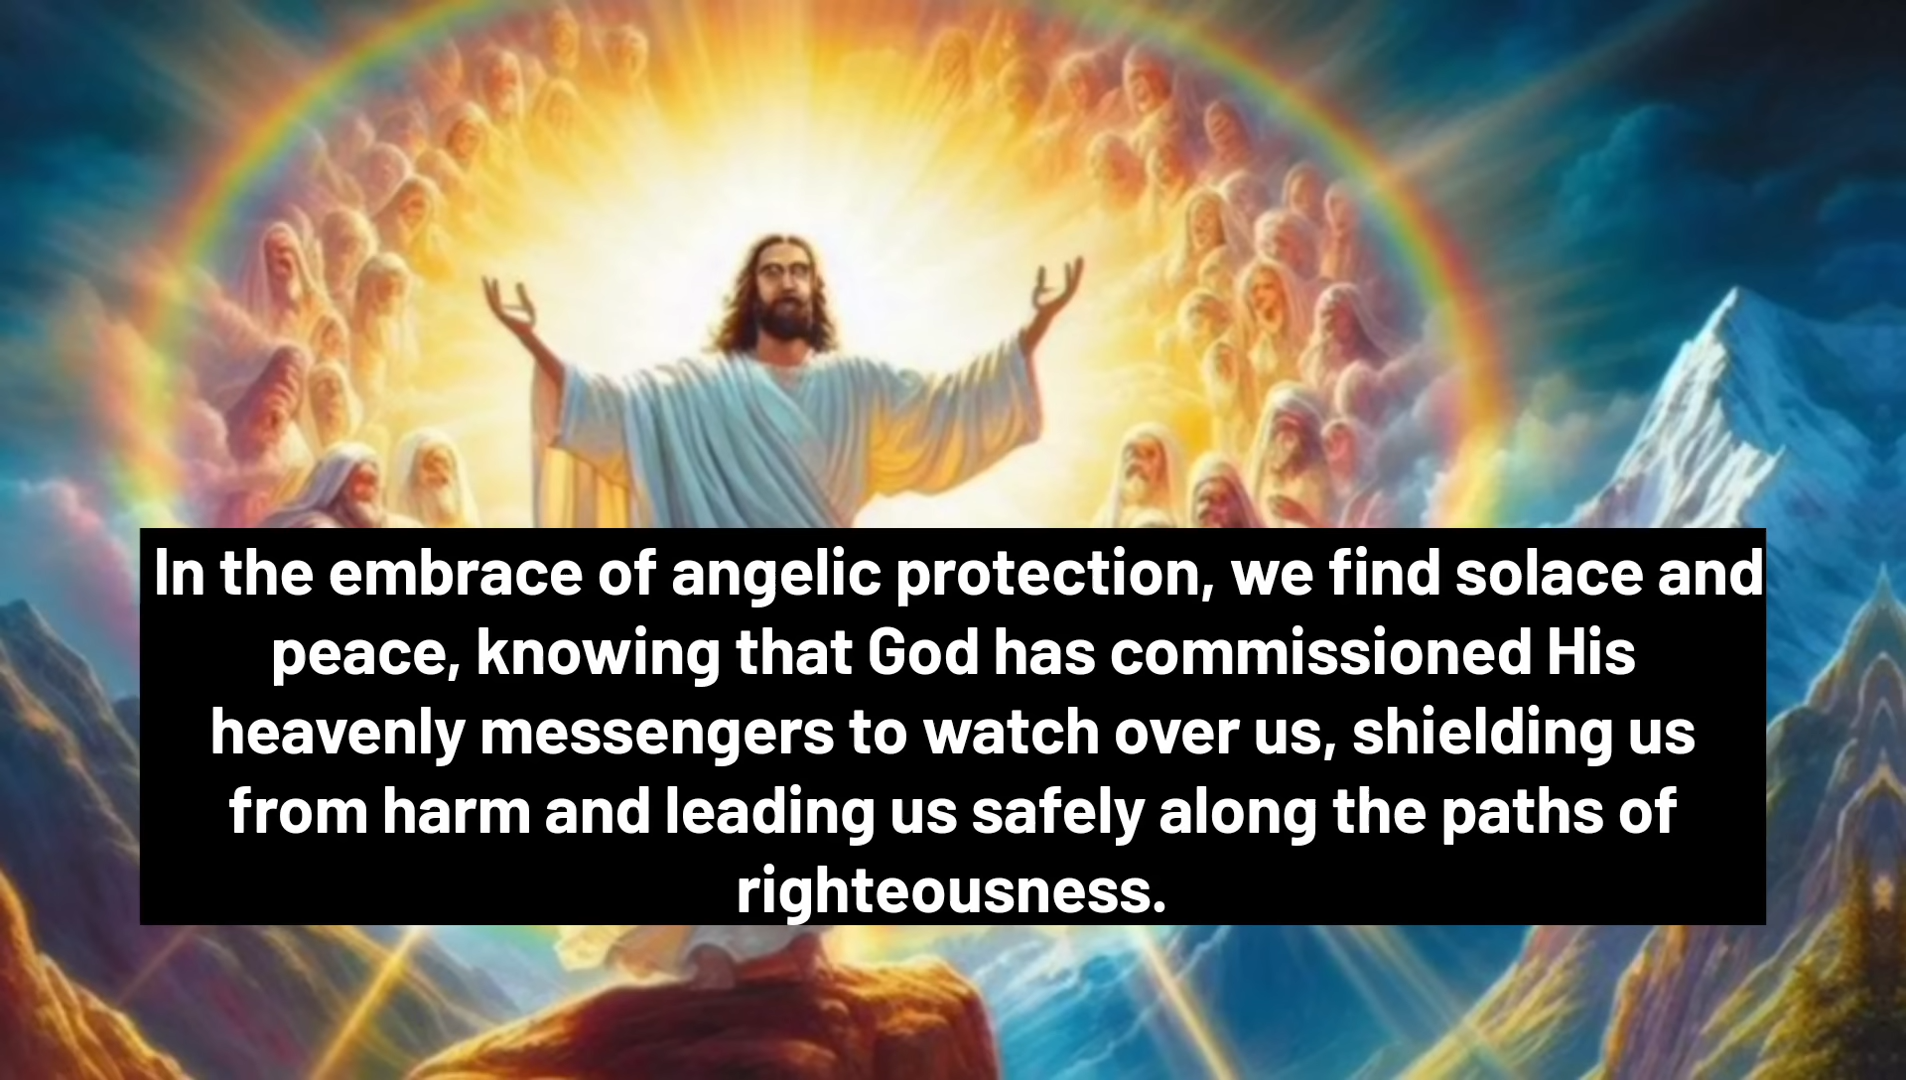 In the embrace of angelic protection, we find solace and
peace, knowing that God has commissioned His
heavenly messengers to watch over us, shielding us
from harm and leading us safely along the paths of
righteousness.